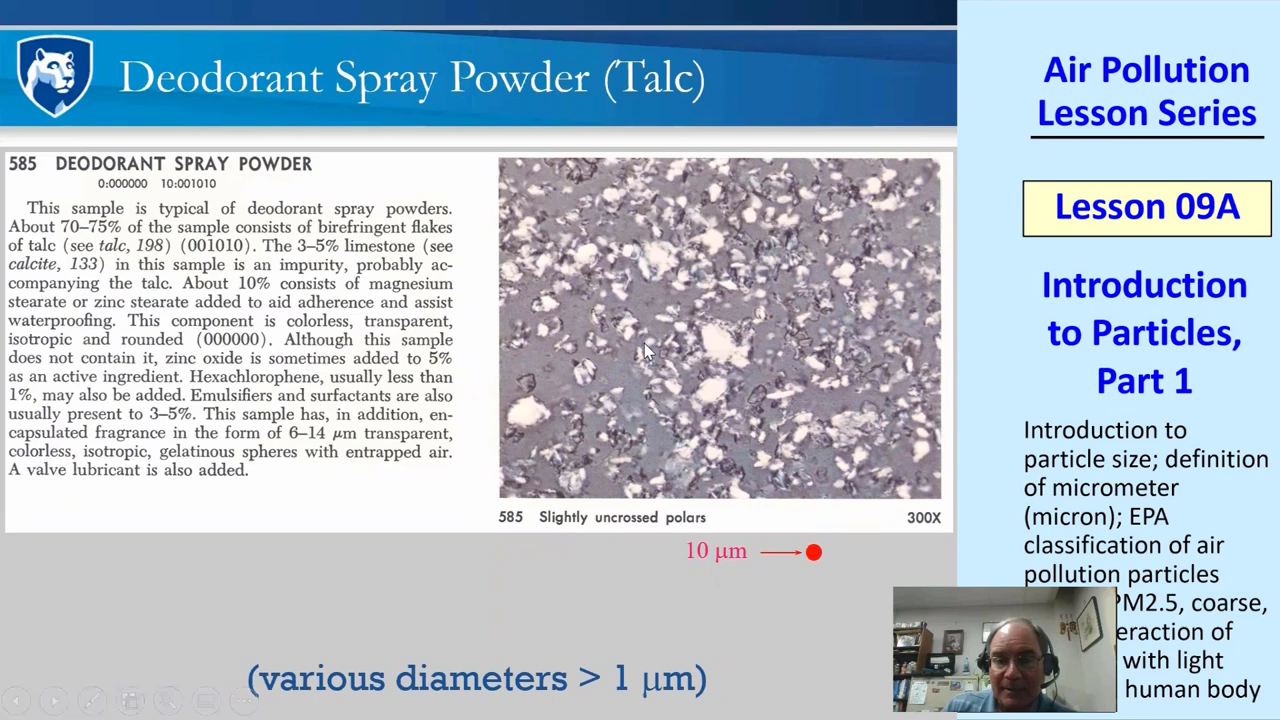 Deodorant Spray Powder (Talc)
585 DEODORANT SPRAY POWDER
0:000000 10:001010
This sample is typical of deodorant spray powders.
About 70–75% of the sample consists of birefringent flakes
of talc (see talc, 198) (001010). The 3–5% limestone (see
calcite, 133) in this sample is an impurity, probably ac-
companying the talc. About 10% consists of magnesium
stearate or zinc stearate added to aid adherence and assist
waterproofing. This component is colorless, transparent,
isotropic and rounded (000000). Although this sample
does not contain it, zinc oxide is sometimes added to 5%
as an active ingredient. Hexachlorophene, usually less than
1%, may also be added. Emulsifiers and surfactants are also
usually present to 3–5%. This sample has, in addition, en-
capsulated fragrance in the form of 6–14 μm transparent,
colorless, isotropic, gelatinous spheres with entrapped air.
A valve lubricant is also added.
585 Slightly uncrossed polars 300X
10 μm
(various diameters > 1 μm)
Air Pollution
Lesson Series
Lesson 09A
Introduction
to Particles,
Part 1
Introduction to
particle size; definition
of micrometer
(micron); EPA
classification of air
pollution particles
PM2.5, coarse,
eraction of
with light
human body